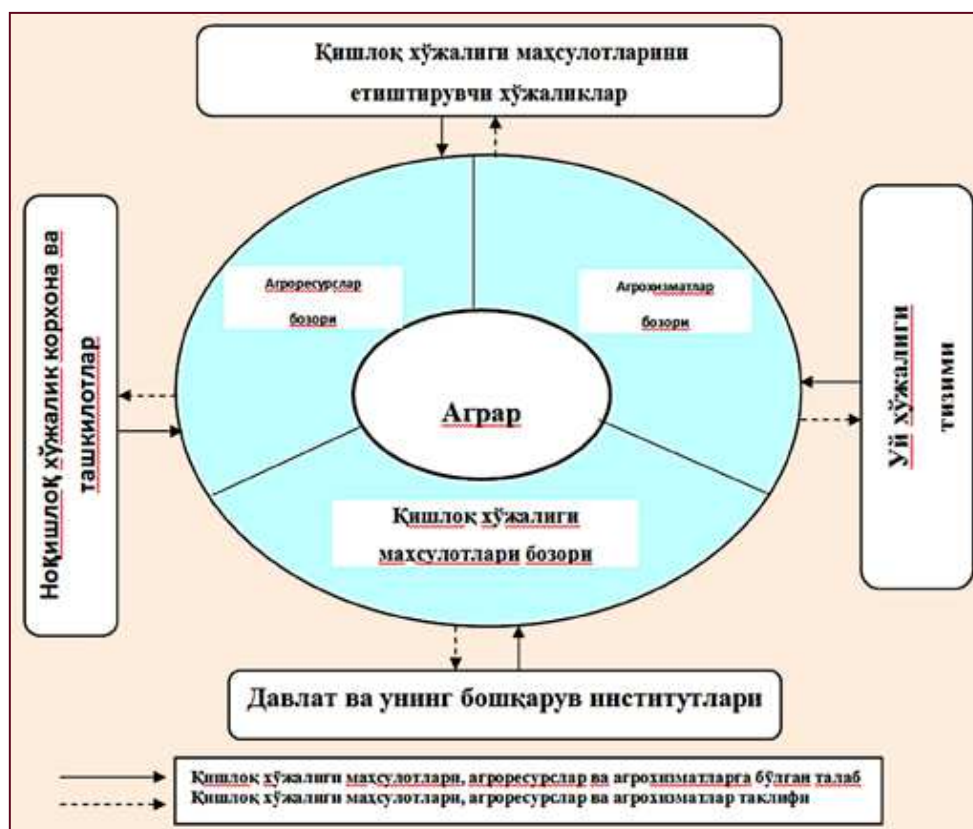 Қишлоқ хўжалиги маҳсулотларини
етиштирувчи хўжаликлар
Ноқишлоқ хўжалик корхона ва
ташкилотлар
Агроресурслар
бозори
Агрохизматлар
бозори
Уй хўжалиги
тизими
Аграр
Қишлоқ хўжалиги
маҳсулотлари бозори
Давлат ва унинг бошқарув институтлари
Қишлоқ хўжалиги маҳсулотлари, агроресурслар ва агрохизматларга бўлган талаб
Қишлоқ хўжалиги маҳсулотлари, агроресурслар ва агрохизматлар таклифи